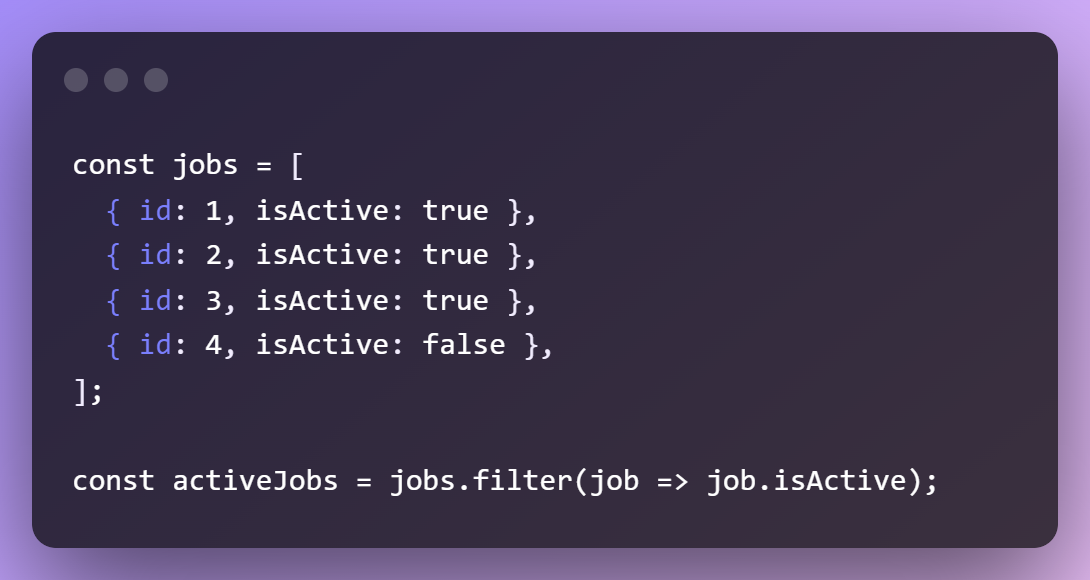 const jobs = [
  { id: 1, isActive: true },
  { id: 2, isActive: true },
  { id: 3, isActive: true },
  { id: 4, isActive: false },
];

const activeJobs = jobs.filter(job => job.isActive);